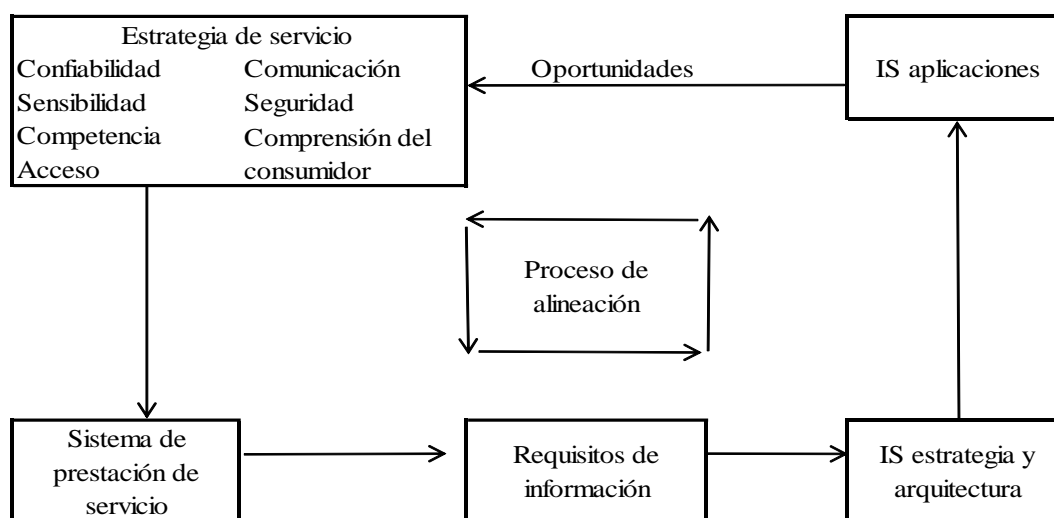 Estrategia de servicio
Confiabilidad Comunicación
Sensibilidad Seguridad
Competencia Comprensión del
Acceso consumidor
Oportunidades
IS aplicaciones
Proceso de
alineación
Sistema de
prestación de
servicio
Requisitos de
información
IS estrategia y
arquitectura